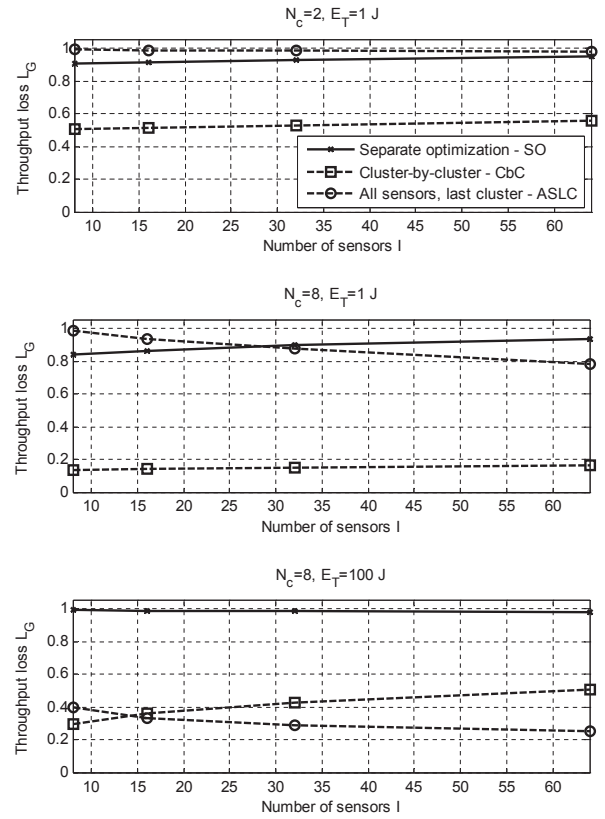 N_c=2, E_T=1 J
1
0.8
0.6
0.4
0.2
0
Throughput loss L_G
Separate optimization - SO
Cluster-by-cluster - CbC
All sensors, last cluster - ASLC
10 15 20 25 30 35 40 45 50 55 60
Number of sensors I
N_c=8, E_T=1 J
1
0.8
0.6
0.4
0.2
0
Throughput loss L_G
10 15 20 25 30 35 40 45 50 55 60
Number of sensors I
N_c=8, E_T=100 J
1
0.8
0.6
0.4
0.2
0
Throughput loss L_G
10 15 20 25 30 35 40 45 50 55 60
Number of sensors I